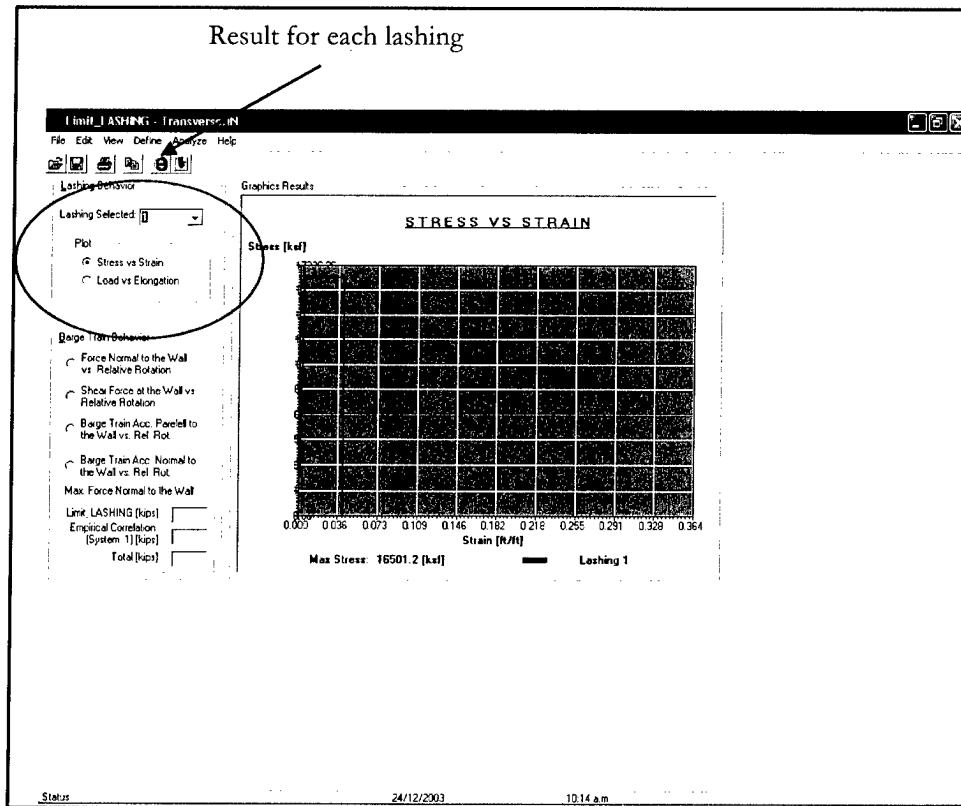 Result for each lashing
Limit_LASHING - Transverse.IN
File Edit View Define Analyze Help
Lashing Behavior
Lashing Selected: 1
Plot
Stress vs Strain
Load vs Elongation
Barge Train Behavior
Force Normal to the Wall
vs. Relative Rotation
Shear Force at the Wall vs
Relative Rotation
Barge Train Acc. Parelell to
the Wall vs. Rel. Rot.
Barge Train Acc. Normal to
the Wall vs. Rel. Rot.
Max. Force Normal to the Wall
Limit_LASHING [kips]
Empirical Correlation
(System_1) [kips]
Total [kips]
Graphics Results
STRESS VS STRAIN
Stress [ksf]
0.000 0.036 0.073 0.109 0.146 0.182 0.218 0.255 0.291 0.328 0.364
Strain [ft/ft]
Max Stress: 16501.2 [ksf] Lashing 1
Status 24/12/2003 10:14 a.m